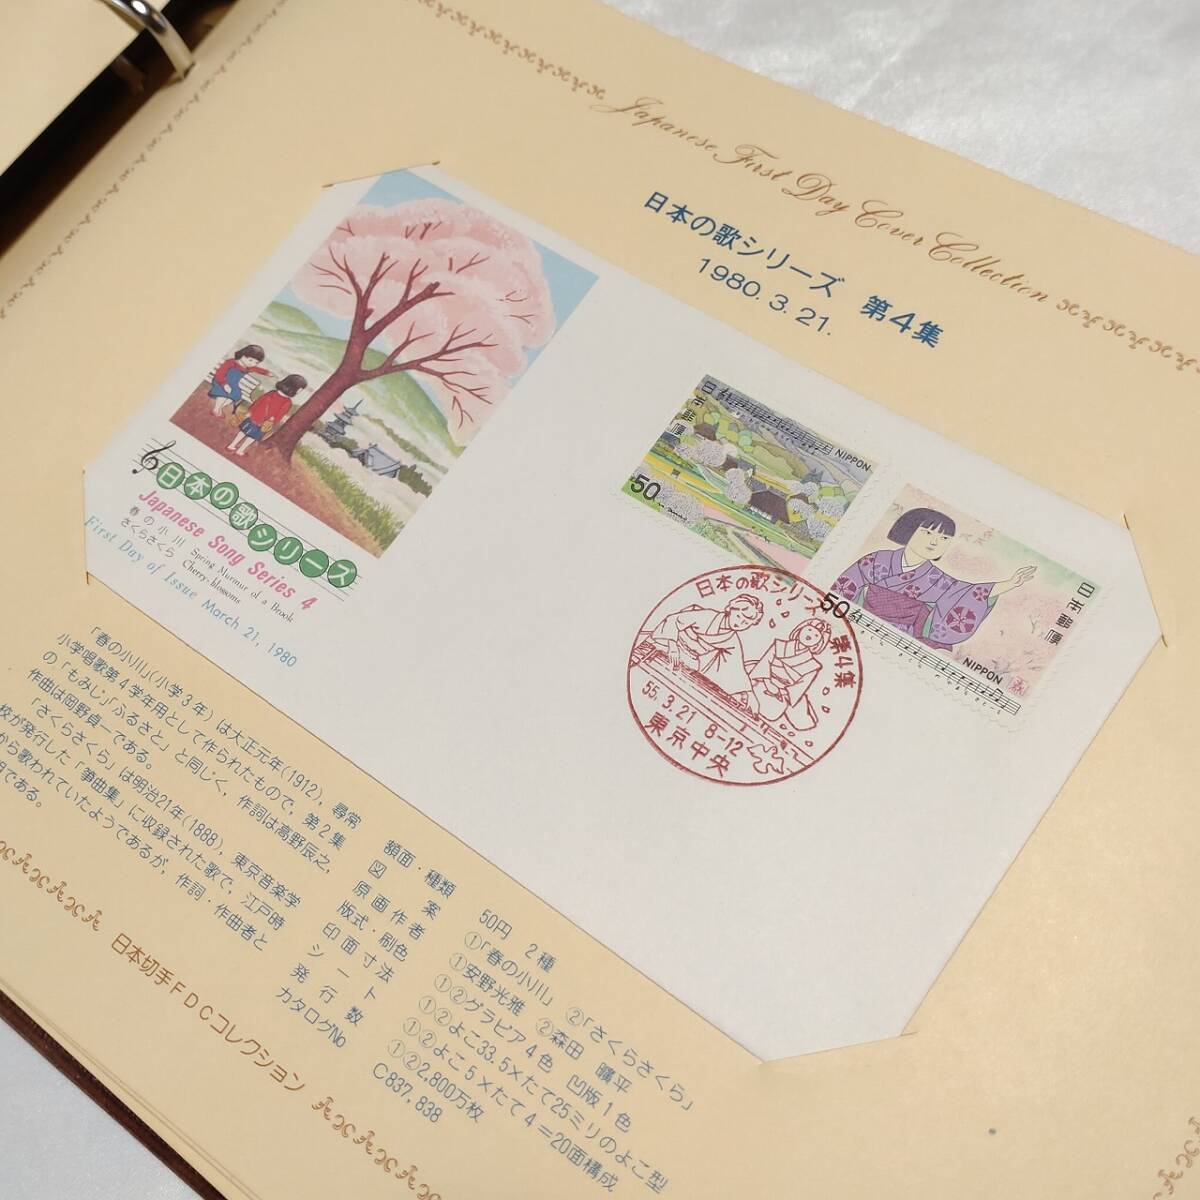 Japanese First Day Cover Collection
日本の歌シリーズ 第4集
1980.3.21.
日本郵便
NIPPON
50
日本郵便
NIPPON
50
日本の歌シリーズ 第4集
55.3.21 8-12
東京中央
日本の歌シリーズ
Japanese Song Series 4
春の小川 Spring Murmur of a Brook
さくらさくら Cherry-blossoms
First Day of Issue March 21, 1980
「春の小川」(小学3年)は大正元年(1912), 尋常
小学唱歌第4学年用として作られたもので, 第2集
の「もみじ」「ふるさと」と同じく, 作詞は高野辰之,
作曲は岡野貞一である。
「さくらさくら」は明治21年(1888), 東京音楽学
校が発行した「箏曲集」に収録された歌で, 江戸時
から歌われていたようであるが, 作詞・作曲者と
明である。
額面・種類 50円 2種
図案 ①「春の小川」 ②「さくらさくら」
原画作者 ①安野光雅 ②森田 曠平
版式・刷色 ①②グラビア4色 凹版1色
印面寸法 ①②よこ33.5×たて25ミリのよこ型
シート ①②よこ5×たて4=20面構成
発行数 ①②2,800万枚
カタログNo C837, 838
日本切手FDCコレクション